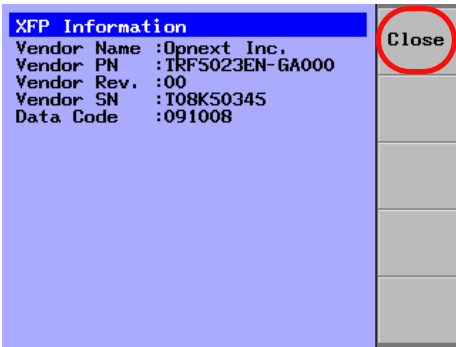 XFP Information
Close
Vendor Name :Opnext Inc.
Vendor PN :TRF5023EN-GA000
Vendor Rev. :00
Vendor SN :T08K50345
Data Code :091008